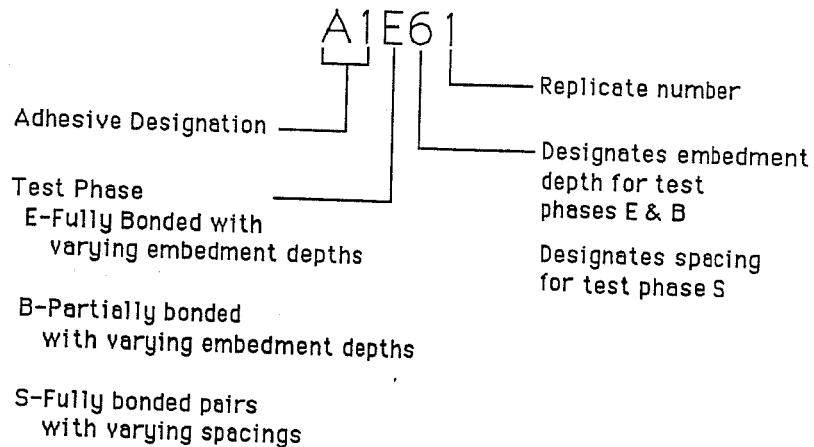 A1E61
Replicate number
Adhesive Designation
Designates embedment
depth for test
phases E & B
Designates spacing
for test phase S
Test Phase
E-Fully Bonded with
varying embedment depths
B-Partially bonded
with varying embedment depths
S-Fully bonded pairs
with varying spacings